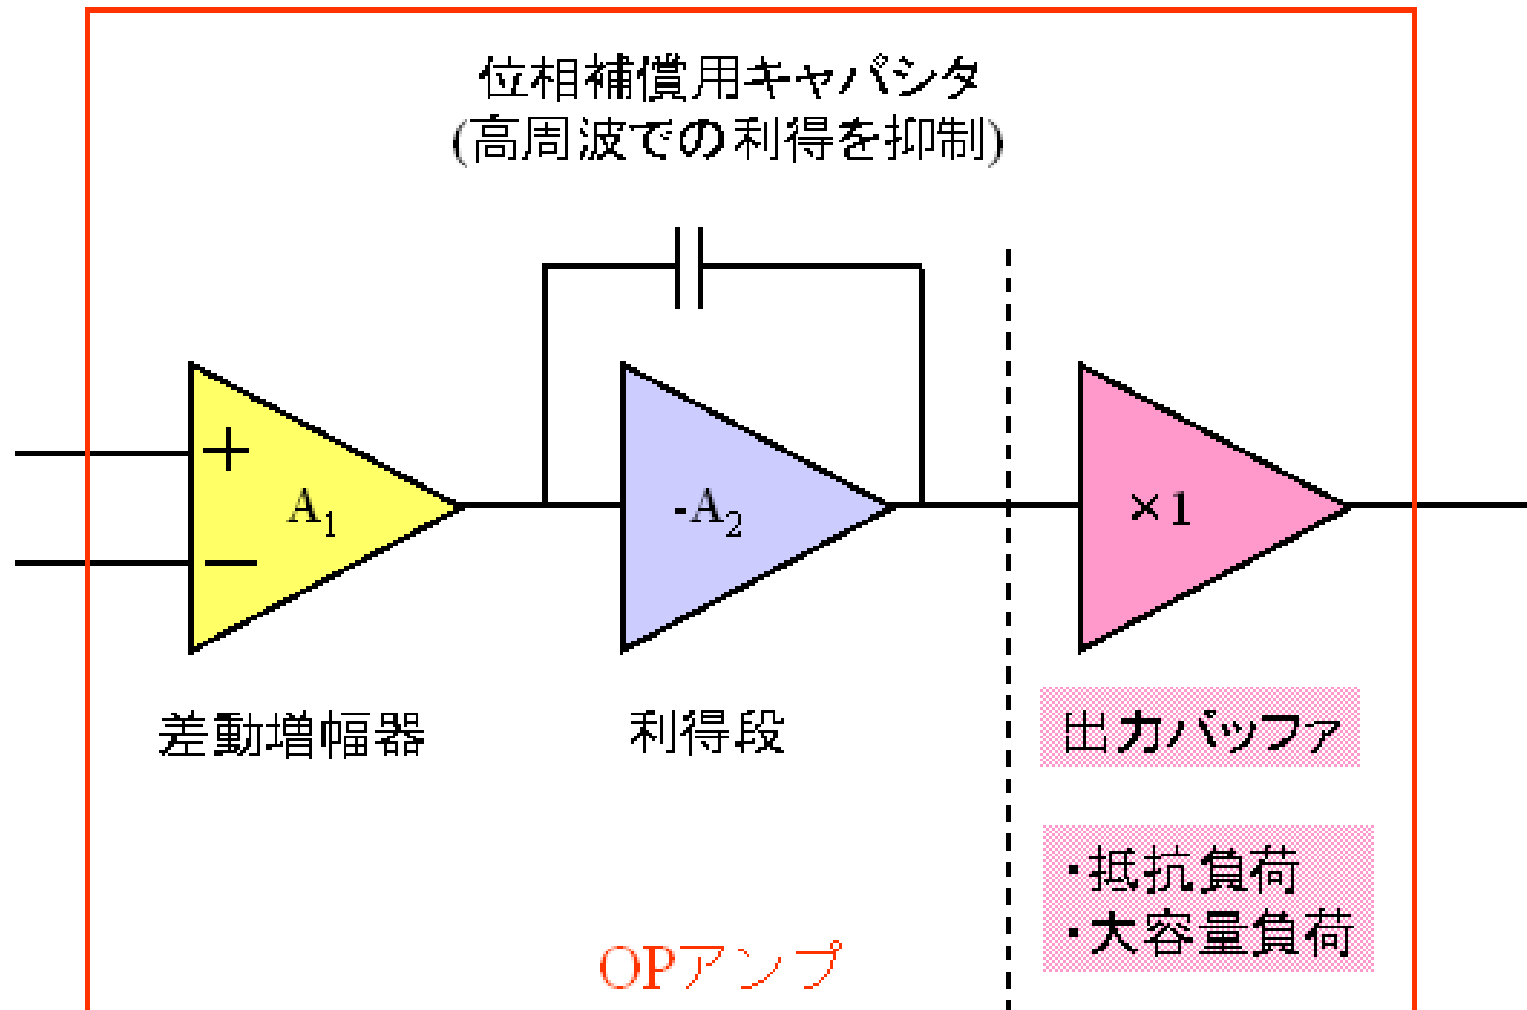 位相補償用キャパシタ
(高周波での利得を抑制)
+
A₁
−
-A₂
×1
差動増幅器
利得段
出力バッファ
・抵抗負荷
・大容量負荷
OPアンプ